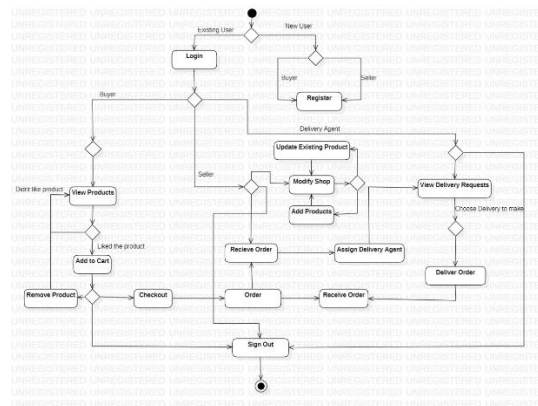 Existing User
New User
Login
Buyer
Seller
Register
Buyer
Delivery Agent
Update Existing Product
Seller
Modify Shop
View Delivery Requests
Didnt like product
View Products
Add Products
Choose Delivery to make
Liked the product
Recieve Order
Assign Delivery Agent
Add to Cart
Deliver Order
Remove Product
Checkout
Order
Receive Order
Sign Out